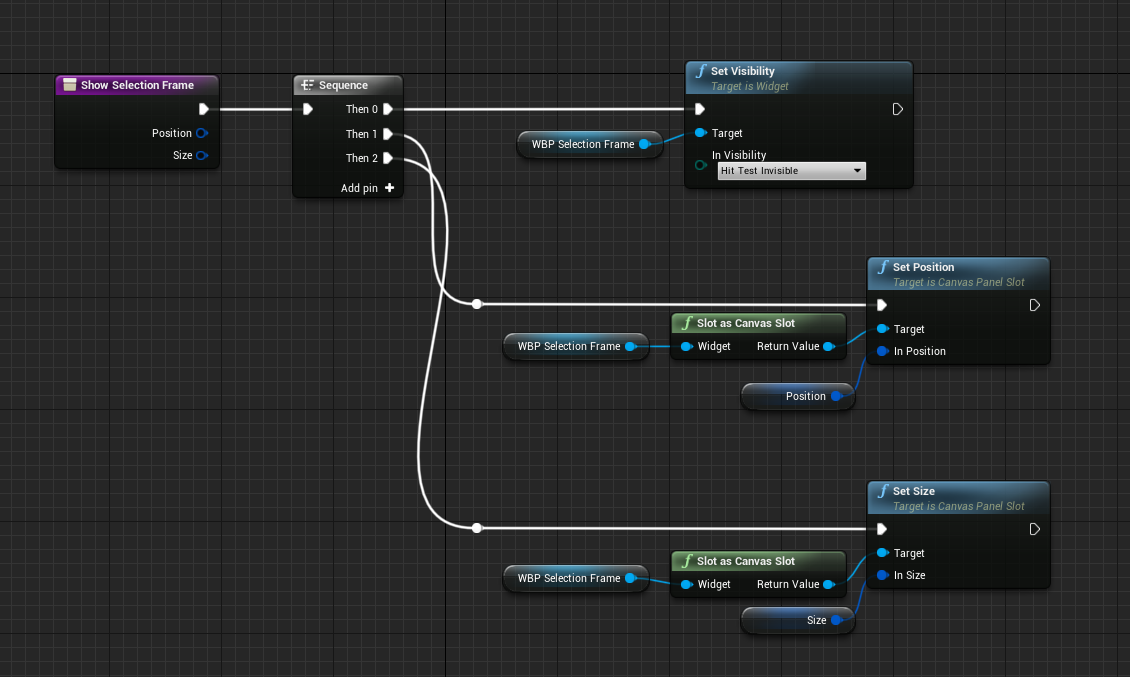 Show Selection Frame
Position
Size
Sequence
Then 0
Then 1
Then 2
Add pin
WBP Selection Frame
Set Visibility
Target is Widget
Target
In Visibility
Hit Test Invisible
WBP Selection Frame
Slot as Canvas Slot
Widget
Return Value
Position
Set Position
Target is Canvas Panel Slot
Target
In Position
WBP Selection Frame
Slot as Canvas Slot
Widget
Return Value
Size
Set Size
Target is Canvas Panel Slot
Target
In Size